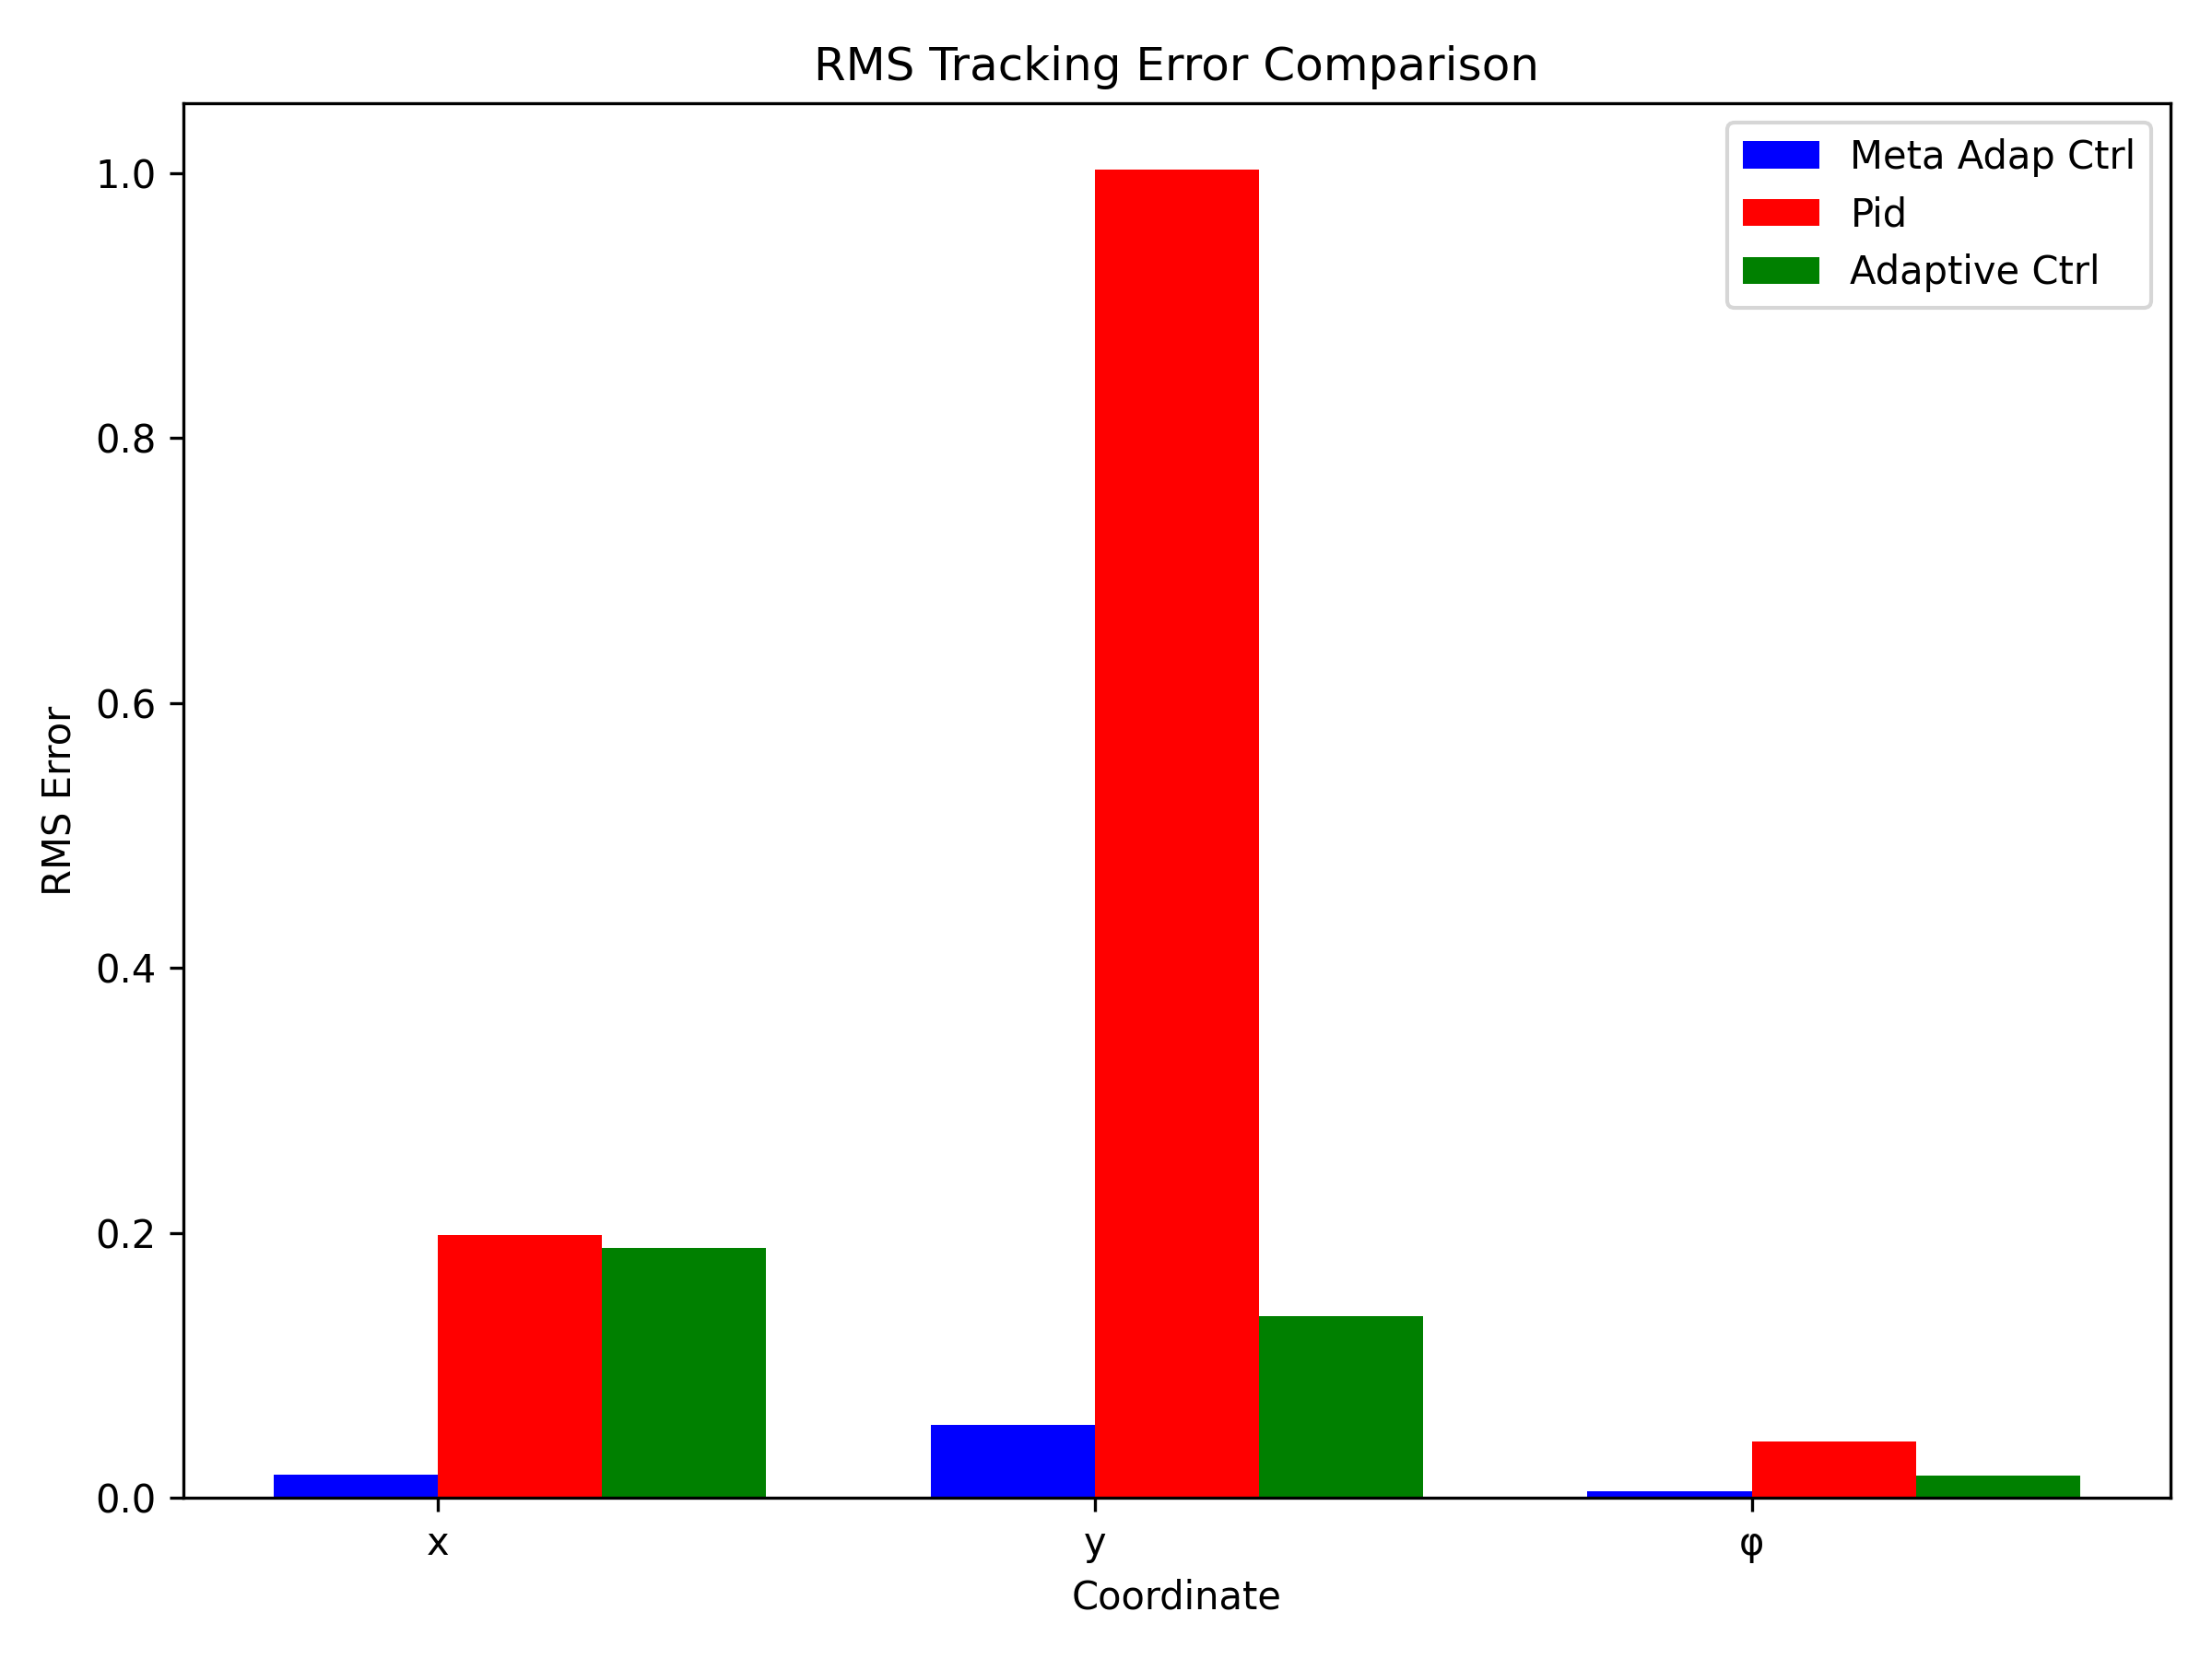 RMS Tracking Error Comparison
Meta Adap Ctrl
Pid
Adaptive Ctrl
RMS Error
1.0
0.8
0.6
0.4
0.2
0.0
x
y
φ
Coordinate